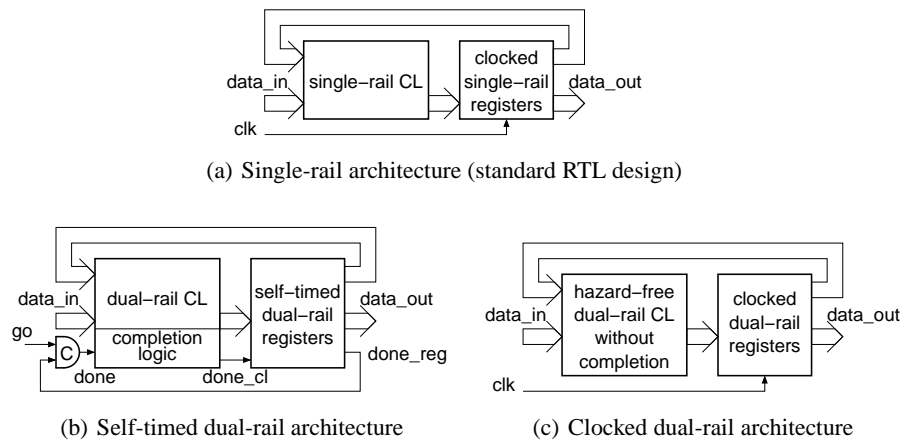 data_in
single−rail CL
clocked
single−rail
registers
data_out
clk
(a) Single-rail architecture (standard RTL design)
data_in
go
C
done
dual−rail CL
completion
logic
done_cl
self−timed
dual−rail
registers
data_out
done_reg
(b) Self-timed dual-rail architecture
data_in
hazard−free
dual−rail CL
without
completion
clocked
dual−rail
registers
data_out
clk
(c) Clocked dual-rail architecture